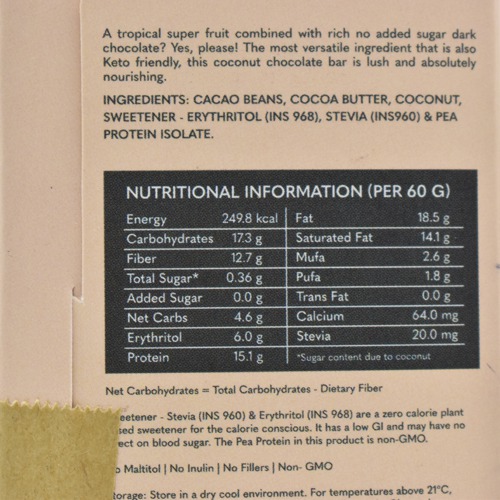 A tropical super fruit combined with rich no added sugar dark
chocolate? Yes, please! The most versatile ingredient that is also
Keto friendly, this coconut chocolate bar is lush and absolutely
nourishing.
INGREDIENTS: CACAO BEANS, COCOA BUTTER, COCONUT,
SWEETENER - ERYTHRITOL (INS 968), STEVIA (INS960) & PEA
PROTEIN ISOLATE.
NUTRITIONAL INFORMATION (PER 60 G)
Energy 249.8 kcal Fat 18.5 g
Carbohydrates 17.3 g Saturated Fat 14.1 g
Fiber 12.7 g Mufa 2.6 g
Total Sugar* 0.36 g Pufa 1.8 g
Added Sugar 0.0 g Trans Fat 0.0 g
Net Carbs 4.6 g Calcium 64.0 mg
Erythritol 6.0 g Stevia 20.0 mg
Protein 15.1 g *Sugar content due to coconut
Net Carbohydrates = Total Carbohydrates - Dietary Fiber
eetener - Stevia (INS 960) & Erythritol (INS 968) are a zero calorie plant
sed sweetener for the calorie conscious. It has a low GI and may have no
ect on blood sugar. The Pea Protein in this product is non-GMO.
o Maltitol | No Inulin | No Fillers | Non- GMO
torage: Store in a dry cool environment. For temperatures above 21°C,